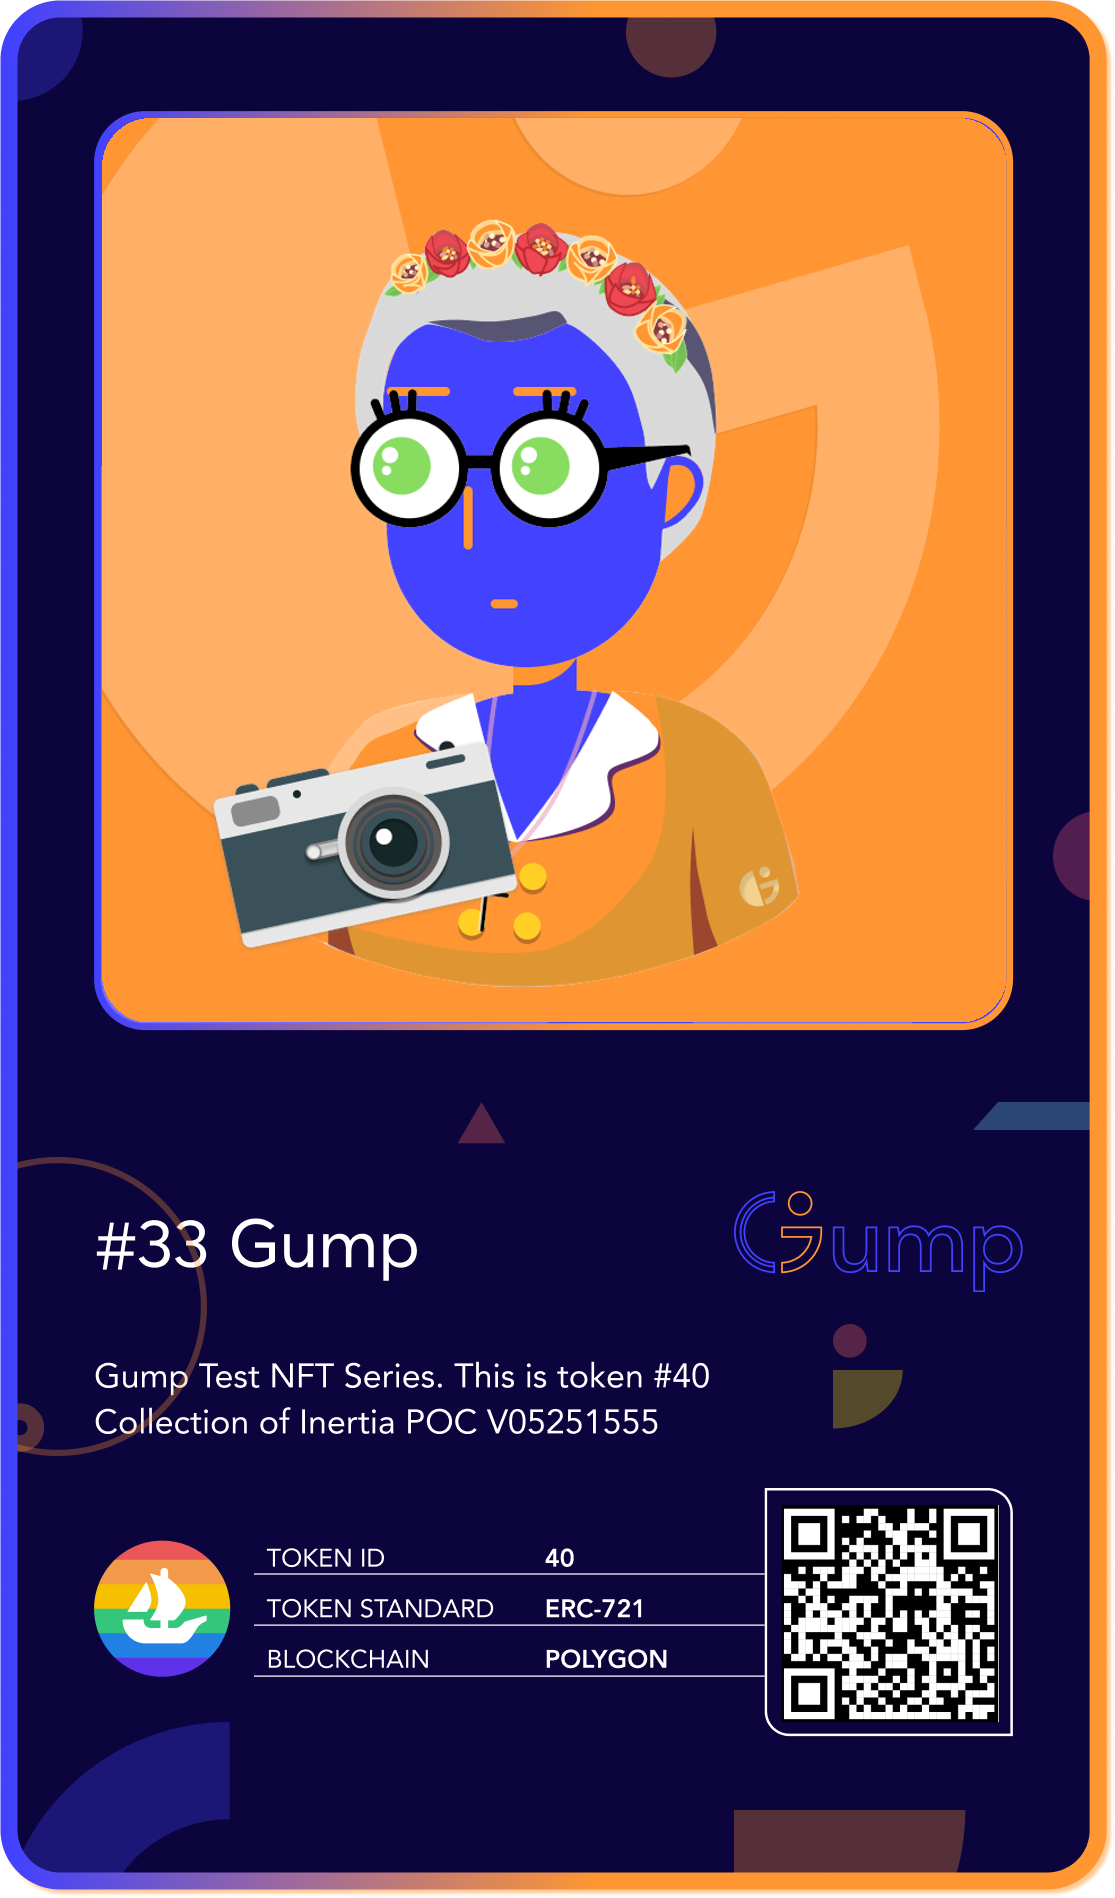 #33 Gump
Gump
Gump Test NFT Series. This is token #40
Collection of Inertia POC V05251555
TOKEN ID 40
TOKEN STANDARD ERC-721
BLOCKCHAIN POLYGON